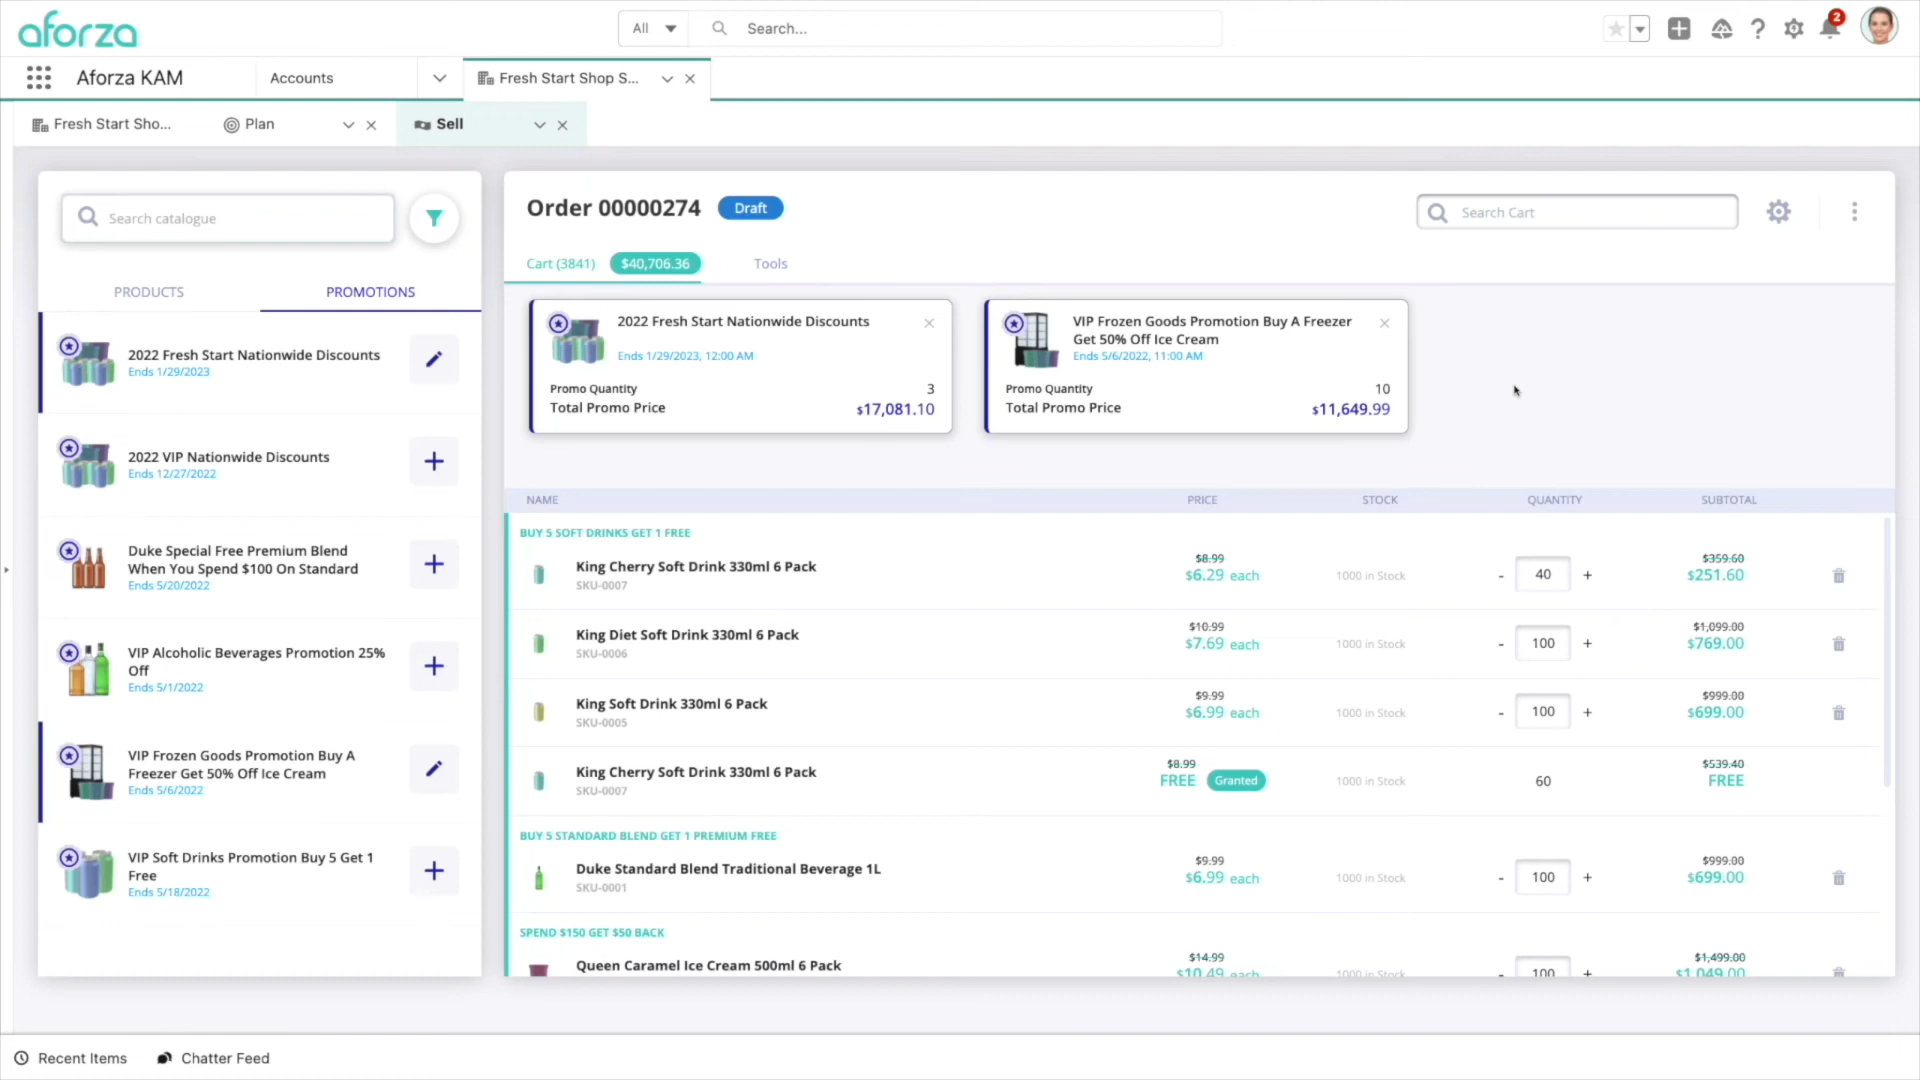 aforza
All
Search...
2
Aforza KAM
Accounts
Fresh Start Shop S...
Fresh Start Sho...
Plan
Sell
Search catalogue
PRODUCTS
PROMOTIONS
2022 Fresh Start Nationwide Discounts
Ends 1/29/2023
2022 VIP Nationwide Discounts
Ends 12/27/2022
Duke Special Free Premium Blend
When You Spend $100 On Standard
Ends 5/20/2022
VIP Alcoholic Beverages Promotion 25%
Off
Ends 5/1/2022
VIP Frozen Goods Promotion Buy A
Freezer Get 50% Off Ice Cream
Ends 5/6/2022
VIP Soft Drinks Promotion Buy 5 Get 1
Free
Ends 5/18/2022
Order 00000274
Draft
Search Cart
Cart (3841)
$40,706.36
Tools
2022 Fresh Start Nationwide Discounts
Ends 1/29/2023, 12:00 AM
Promo Quantity 3
Total Promo Price $17,081.10
VIP Frozen Goods Promotion Buy A Freezer
Get 50% Off Ice Cream
Ends 5/6/2022, 11:00 AM
Promo Quantity 10
Total Promo Price $11,649.99
NAME PRICE STOCK QUANTITY SUBTOTAL
BUY 5 SOFT DRINKS GET 1 FREE
King Cherry Soft Drink 330ml 6 Pack
SKU-0007
$8.99
$6.29 each
1000 in Stock
- 40 +
$359.60
$251.60
King Diet Soft Drink 330ml 6 Pack
SKU-0006
$10.99
$7.69 each
1000 in Stock
- 100 +
$1,099.00
$769.00
King Soft Drink 330ml 6 Pack
SKU-0005
$9.99
$6.99 each
1000 in Stock
- 100 +
$999.00
$699.00
King Cherry Soft Drink 330ml 6 Pack
SKU-0007
$8.99
FREE Granted
1000 in Stock
60
$539.40
FREE
BUY 5 STANDARD BLEND GET 1 PREMIUM FREE
Duke Standard Blend Traditional Beverage 1L
SKU-0001
$9.99
$6.99 each
1000 in Stock
- 100 +
$999.00
$699.00
SPEND $150 GET $50 BACK
Queen Caramel Ice Cream 500ml 6 Pack
$14.99
$10.49 each
1000 in Stock
- 100 +
$1,499.00
$1,049.00
Recent Items
Chatter Feed